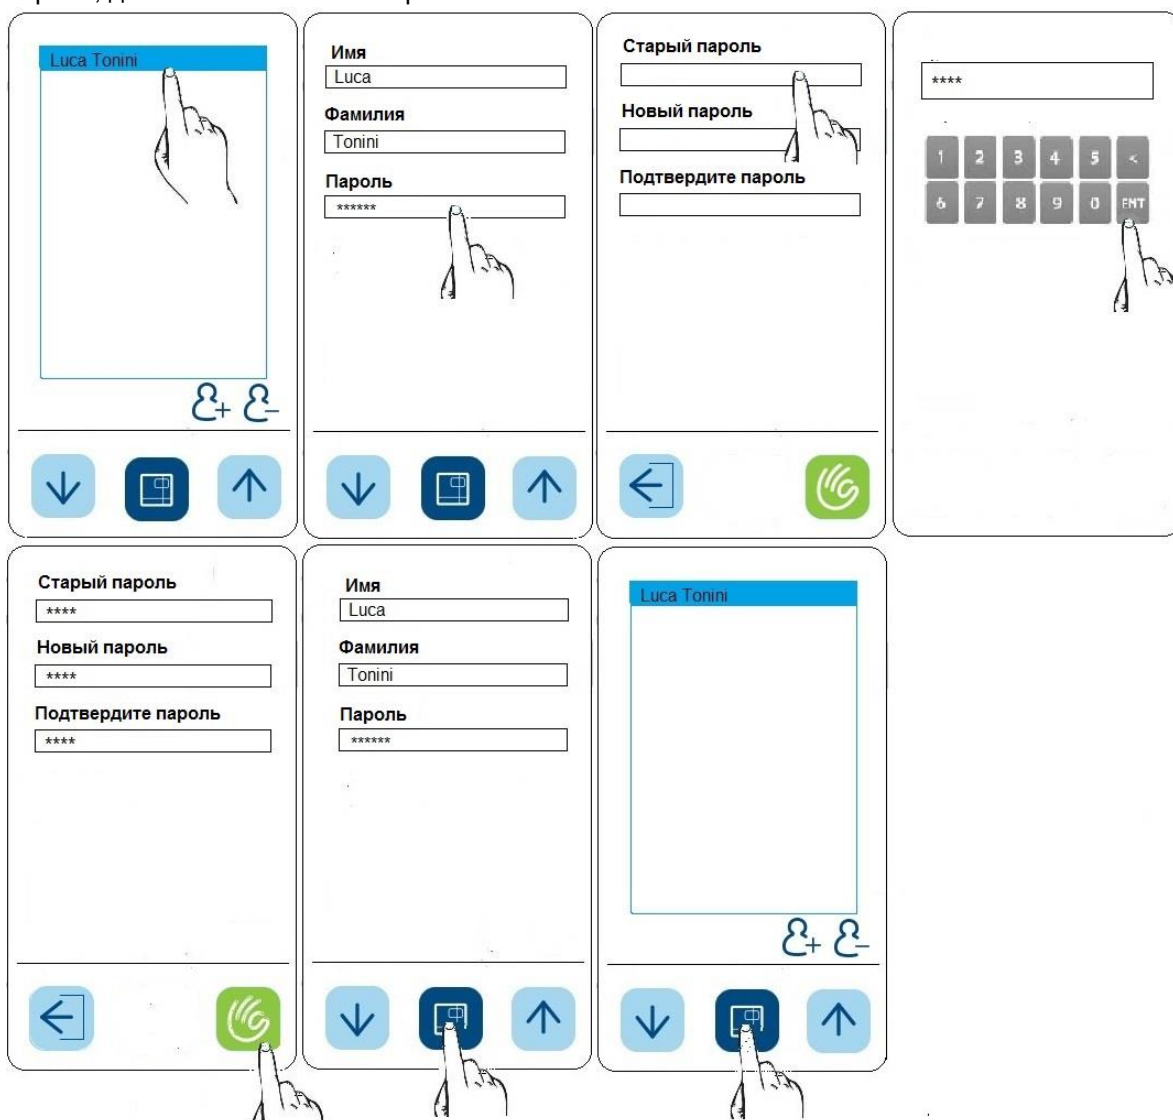 Luca Tonini
Имя
Luca
Фамилия
Tonini
Пароль
******
Старый пароль
Новый пароль
Подтвердите пароль
****
1 2 3 4 5 <
6 7 8 9 0 ENT
Старый пароль
****
Новый пароль
****
Подтвердите пароль
****
Имя
Luca
Фамилия
Tonini
Пароль
******
Luca Tonini